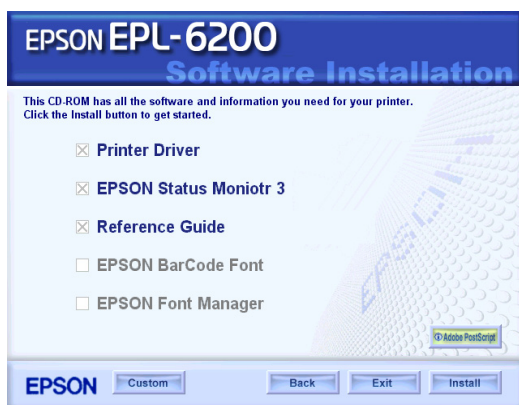 EPSON EPL-6200
Software Installation
This CD-ROM has all the software and information you need for your printer.
Click the Install button to get started.
Printer Driver
EPSON Status Moniotr 3
Reference Guide
EPSON BarCode Font
EPSON Font Manager
EPSON
Adobe PostScript
EPSON Custom Back Exit Install